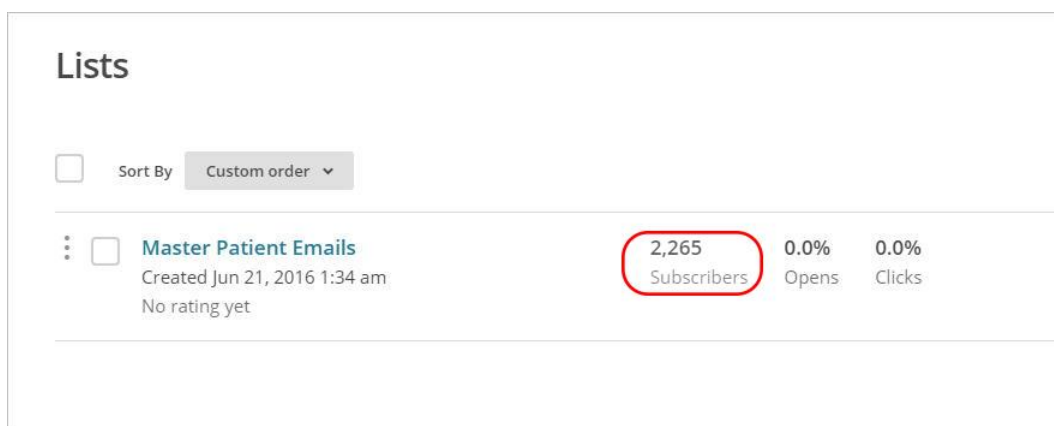 Lists
Sort By Custom order
Master Patient Emails 2,265 0.0% 0.0%
Created Jun 21, 2016 1:34 am Subscribers Opens Clicks
No rating yet